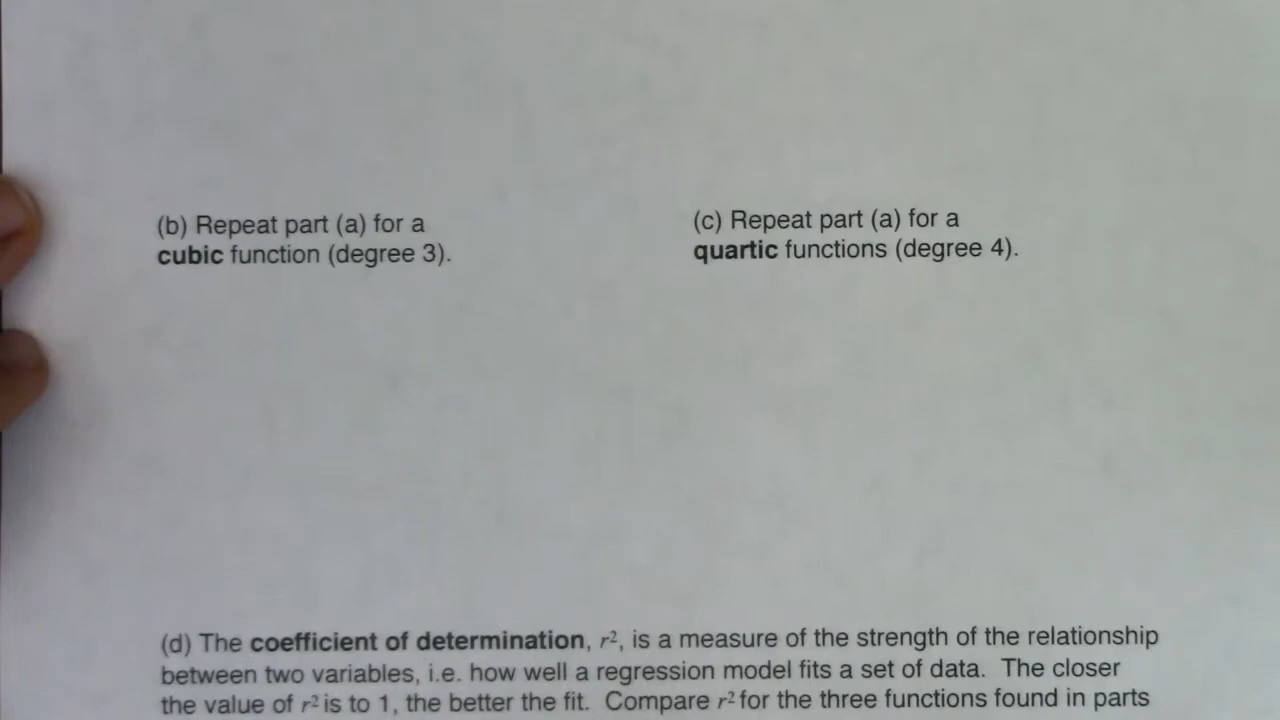 (b) Repeat part (a) for a
cubic function (degree 3).
(c) Repeat part (a) for a
quartic functions (degree 4).
(d) The coefficient of determination, r², is a measure of the strength of the relationship
between two variables, i.e. how well a regression model fits a set of data. The closer
the value of r² is to 1, the better the fit. Compare r² for the three functions found in parts